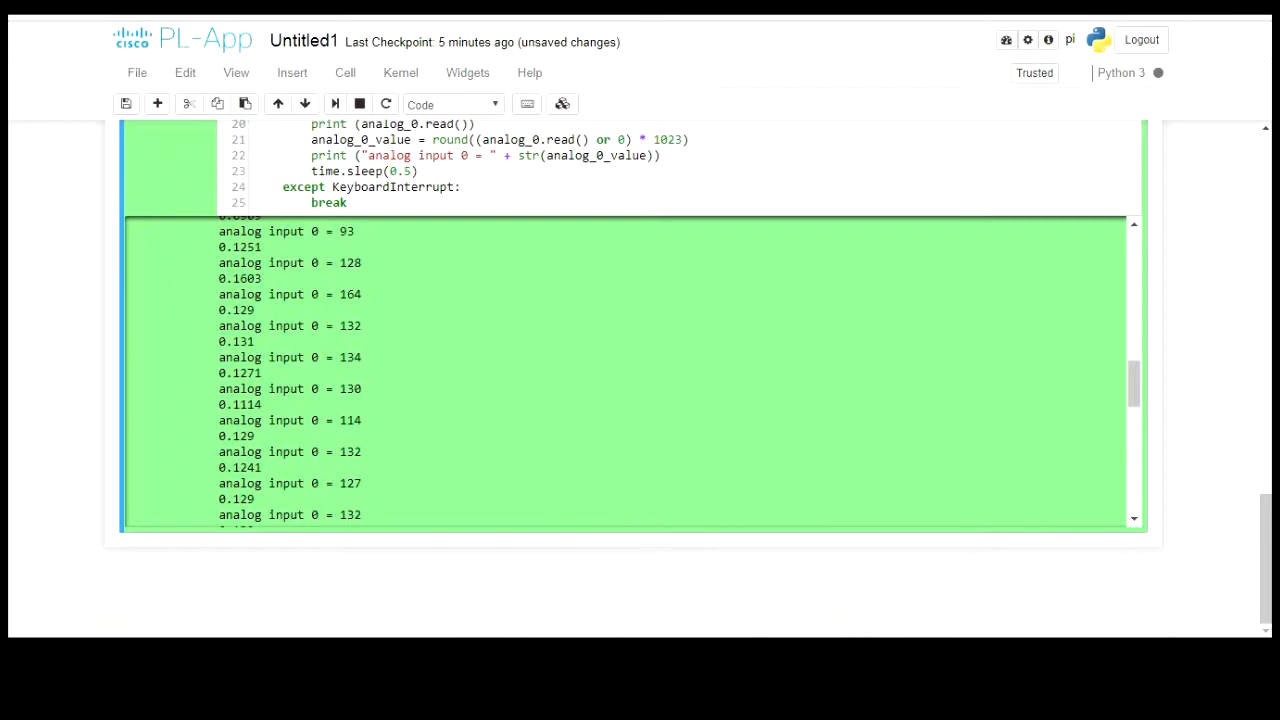 cisco PL-App Untitled1 Last Checkpoint: 5 minutes ago (unsaved changes) pi Logout
File Edit View Insert Cell Kernel Widgets Help Trusted Python 3
Code
20 print (analog_0.read())
21 analog_0_value = round((analog_0.read() or 0) * 1023)
22 print ("analog input 0 = " + str(analog_0_value))
23 time.sleep(0.5)
24 except KeyboardInterrupt:
25 break
analog input 0 = 93
0.1251
analog input 0 = 128
0.1603
analog input 0 = 164
0.129
analog input 0 = 132
0.131
analog input 0 = 134
0.1271
analog input 0 = 130
0.1114
analog input 0 = 114
0.129
analog input 0 = 132
0.1241
analog input 0 = 127
0.129
analog input 0 = 132